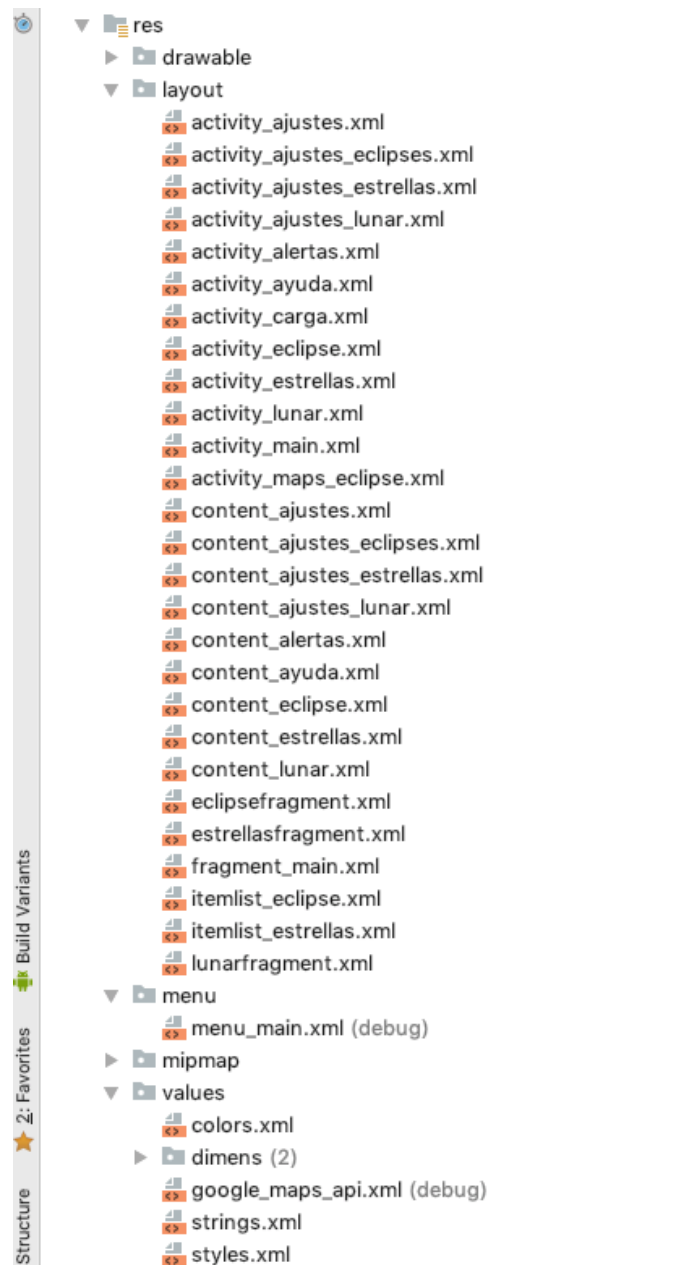 res
drawable
layout
activity_ajustes.xml
activity_ajustes_eclipses.xml
activity_ajustes_estrellas.xml
activity_ajustes_lunar.xml
activity_alertas.xml
activity_ayuda.xml
activity_carga.xml
activity_eclipse.xml
activity_estrellas.xml
activity_lunar.xml
activity_main.xml
activity_maps_eclipse.xml
content_ajustes.xml
content_ajustes_eclipses.xml
content_ajustes_estrellas.xml
content_ajustes_lunar.xml
content_alertas.xml
content_ayuda.xml
content_eclipse.xml
content_estrellas.xml
content_lunar.xml
eclipsefragment.xml
estrellasfragment.xml
fragment_main.xml
itemlist_eclipse.xml
itemlist_estrellas.xml
lunarfragment.xml
menu
menu_main.xml (debug)
mipmap
values
colors.xml
dimens (2)
google_maps_api.xml (debug)
strings.xml
styles.xml
Build Variants
2: Favorites
Structure